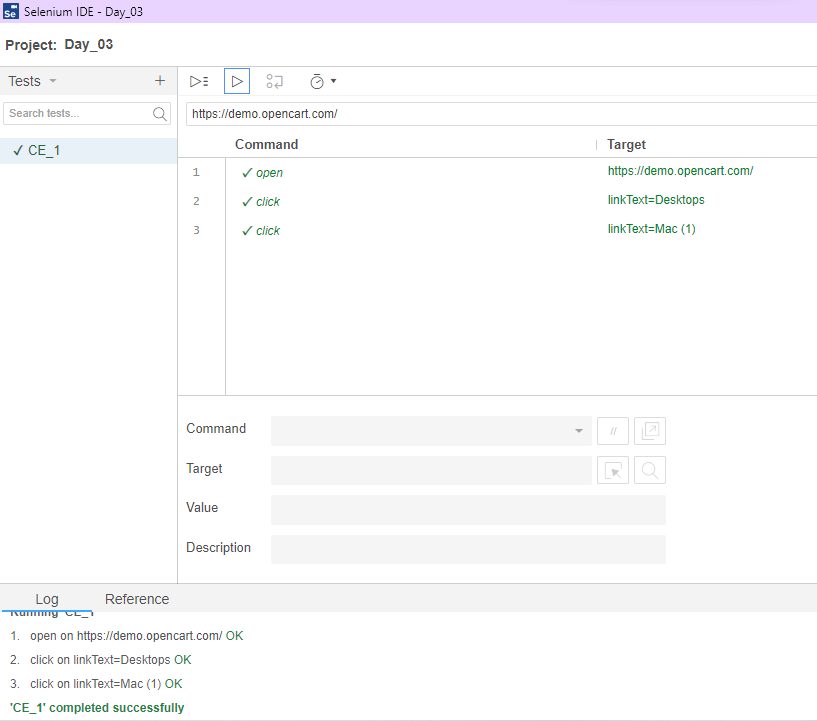 Se Selenium IDE - Day_03
Project: Day_03
Tests
Search tests...
https://demo.opencart.com/
✓ CE_1
Command Target
1 ✓ open https://demo.opencart.com/
2 ✓ click linkText=Desktops
3 ✓ click linkText=Mac (1)
Command //
Target
Value
Description
Log Reference
Running 'CE_1'
1. open on https://demo.opencart.com/ OK
2. click on linkText=Desktops OK
3. click on linkText=Mac (1) OK
'CE_1' completed successfully